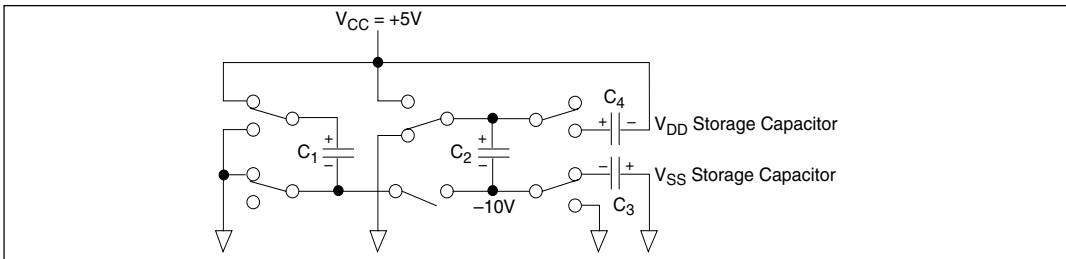 V_CC = +5V
C_4
+ −
V_DD Storage Capacitor
+
C_1
−
+
C_2
−
− +
V_SS Storage Capacitor
C_3
−10V